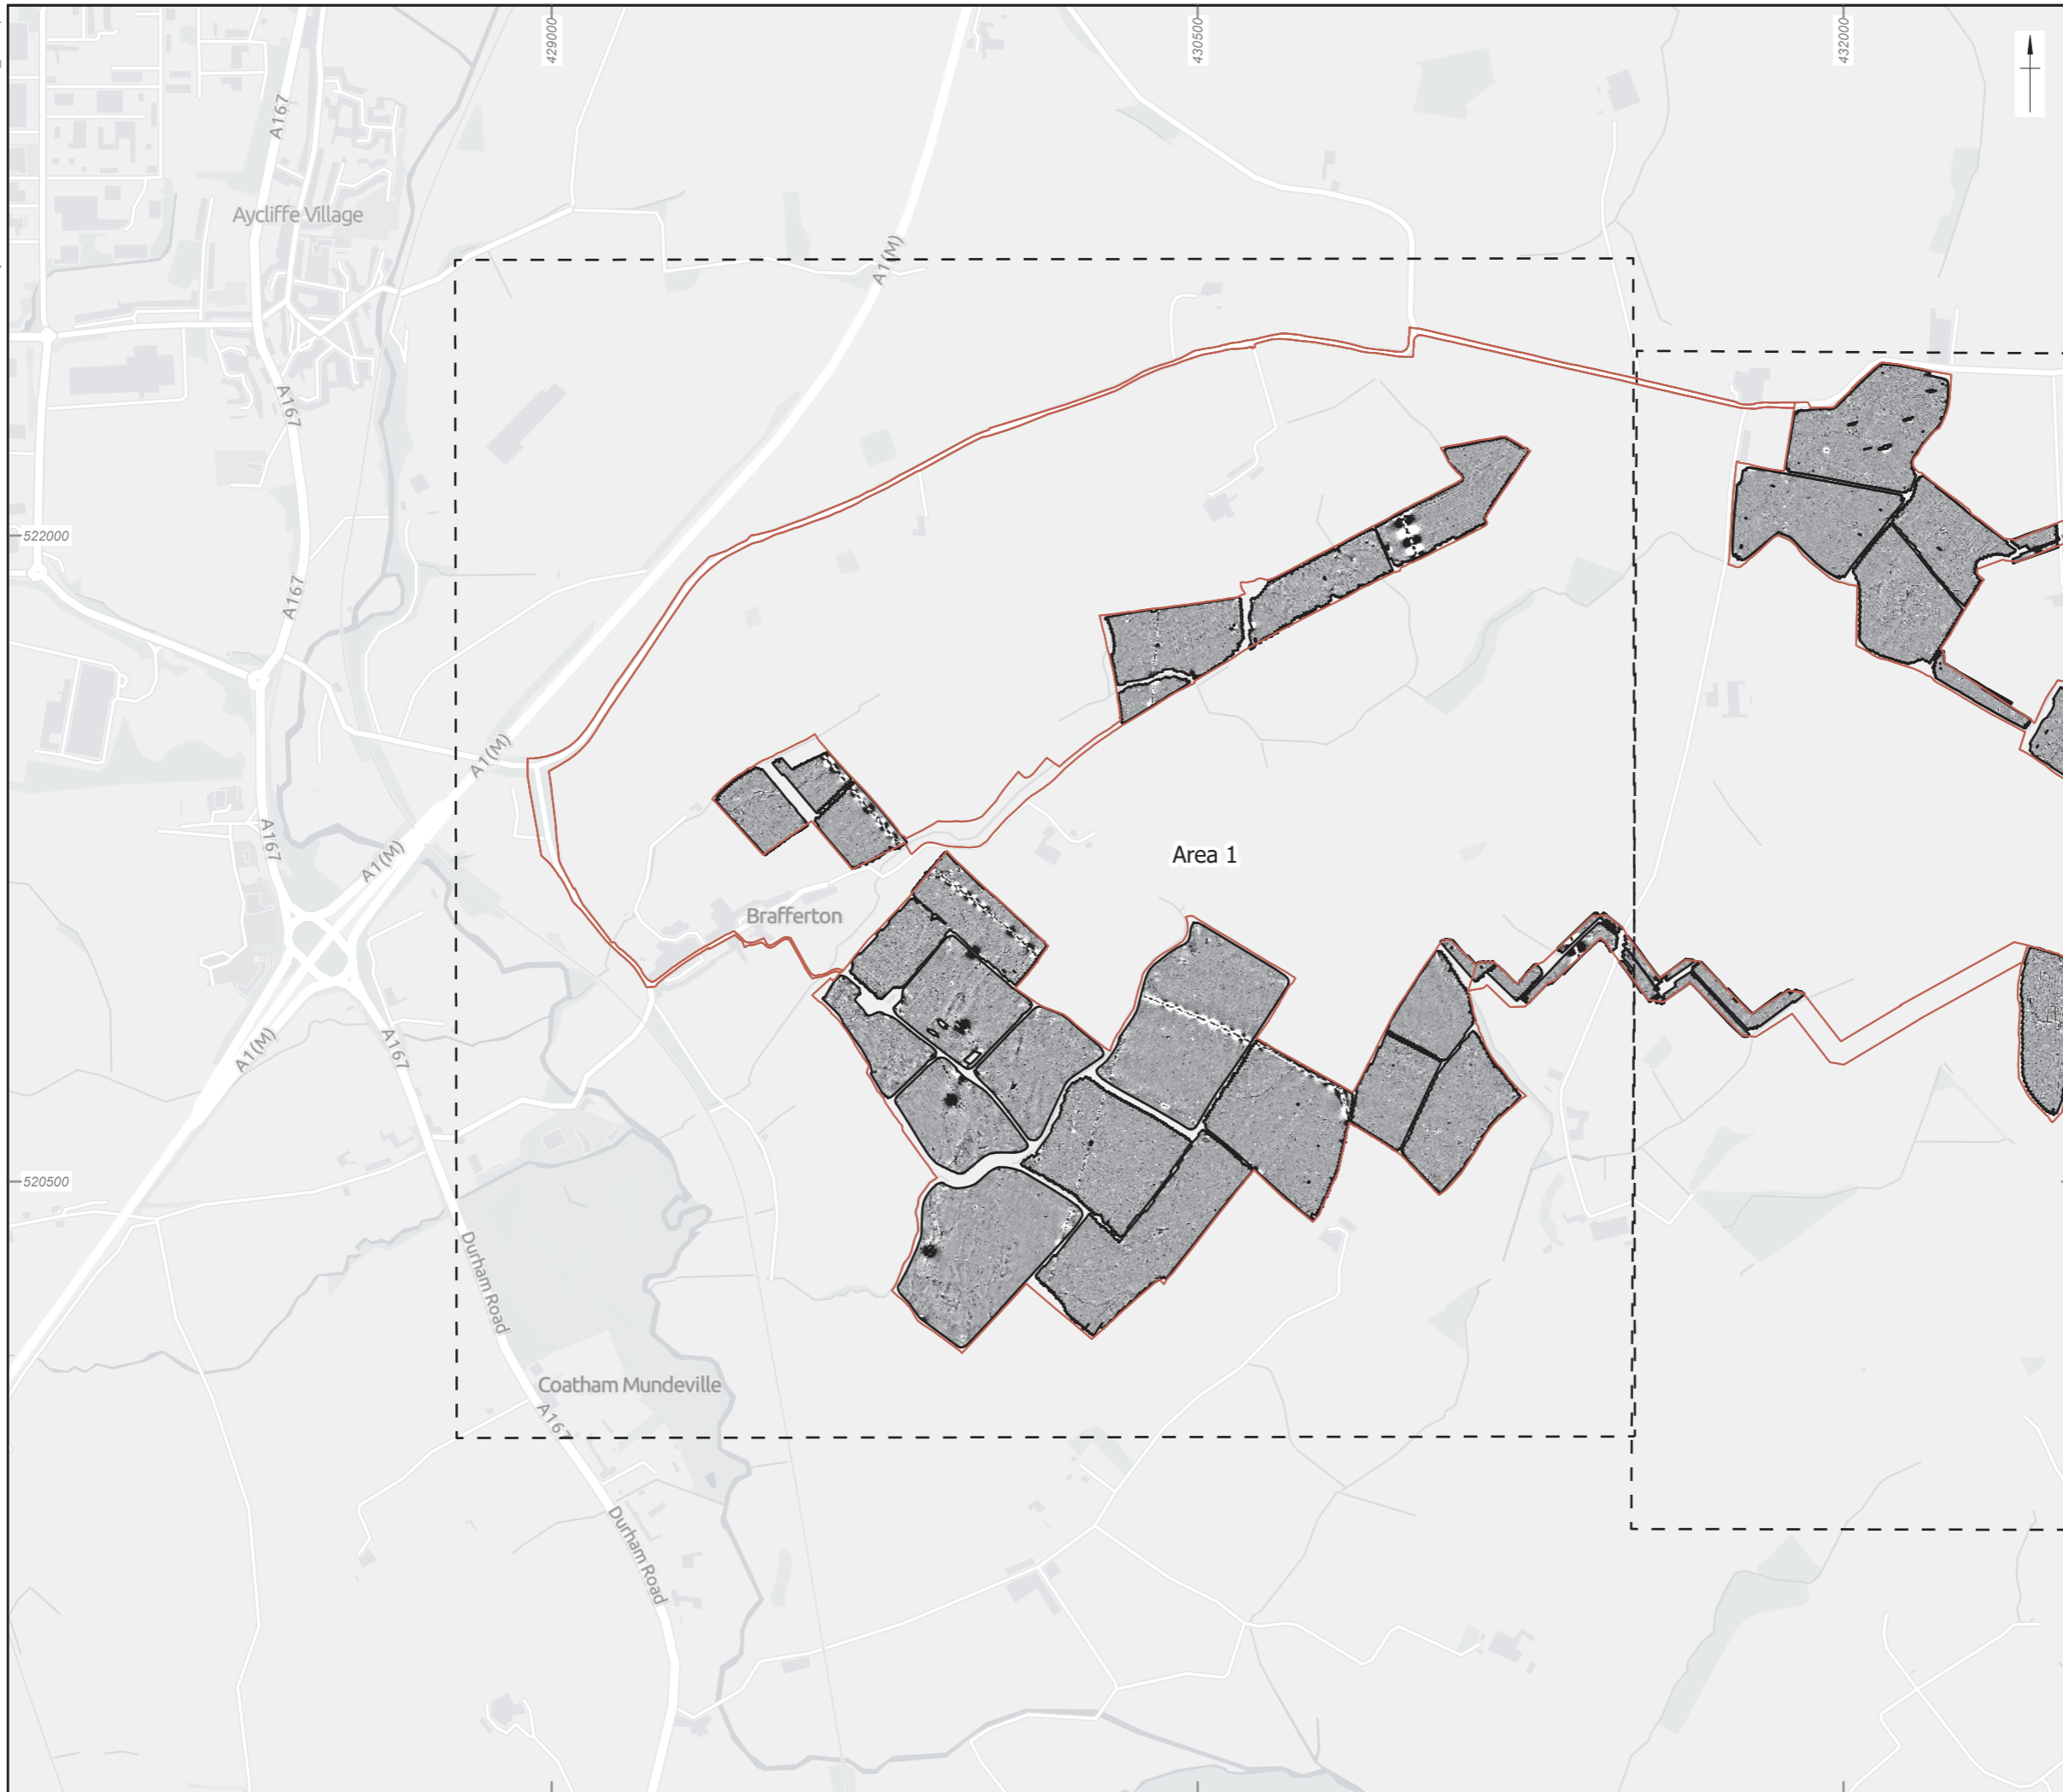 429000
430500
432000
A167
Aycliffe Village
A1(M)
A167
522000
A167
A1(M)
A167
A1(M)
Area 1
Brafferton
A1(M)
A167
520500
Durham Road
Coatham Mundeville
A167
Durham Road